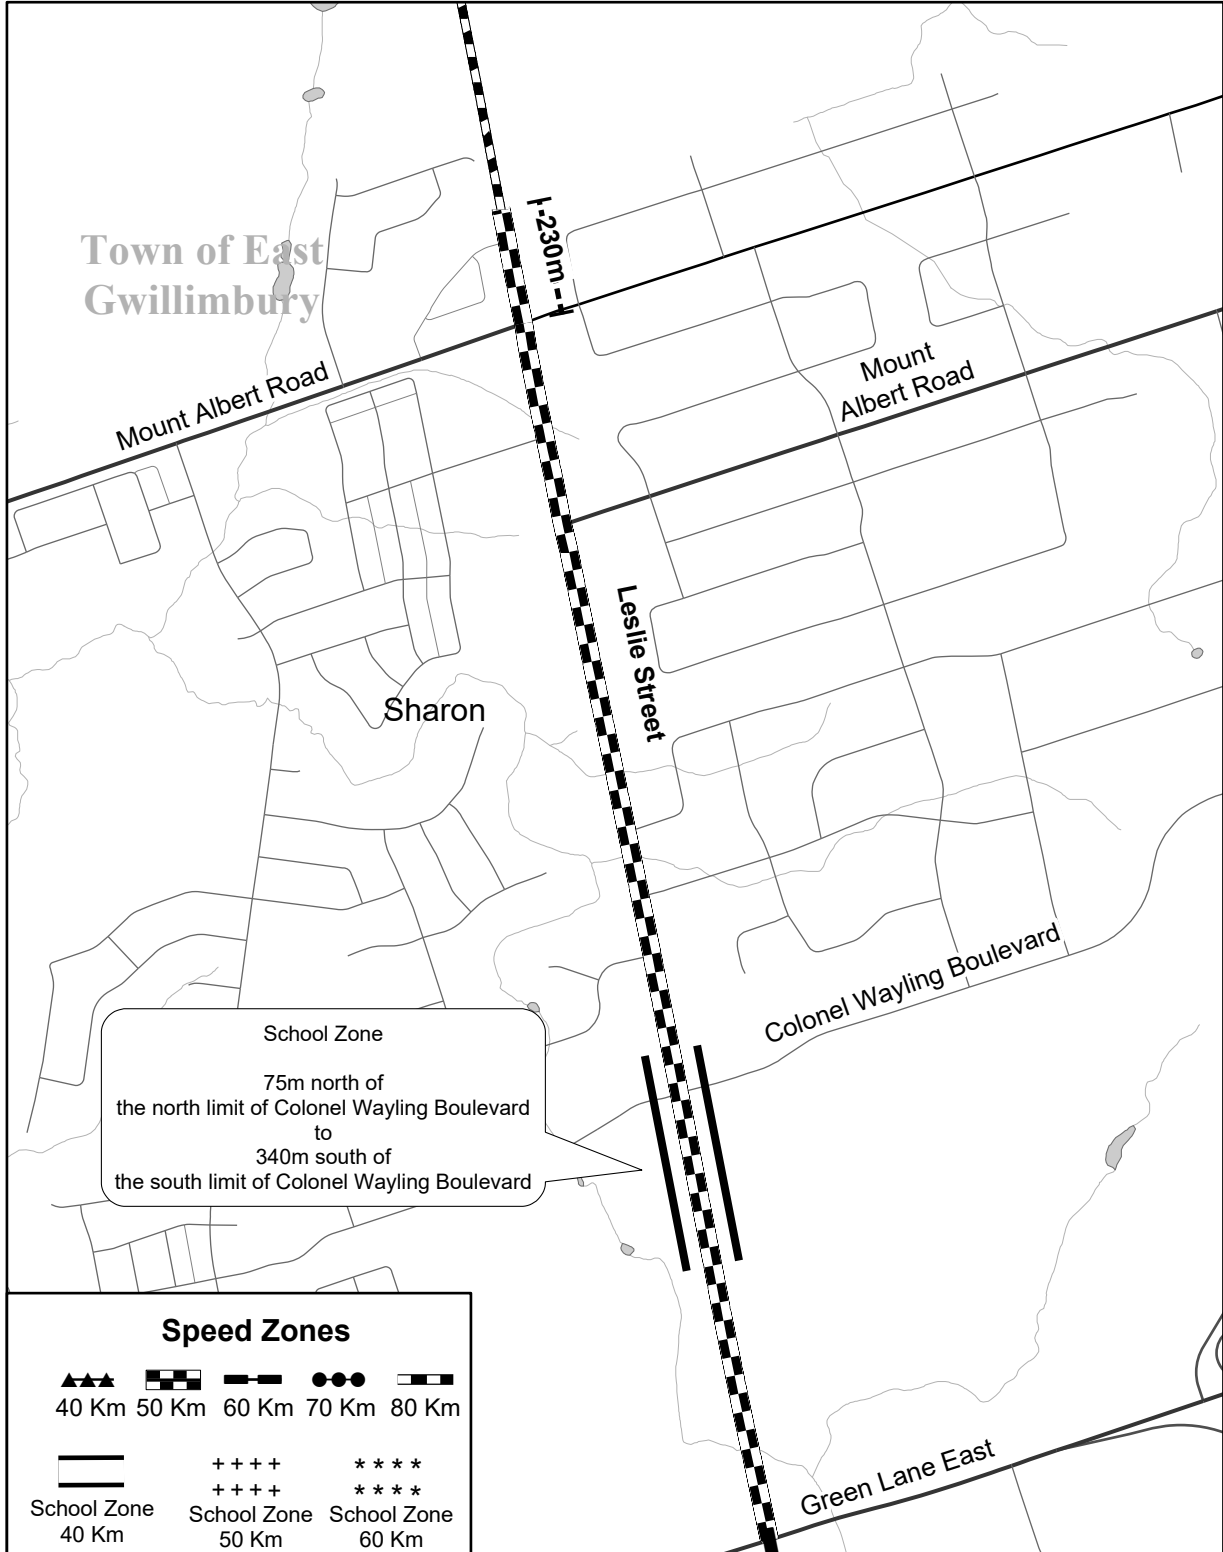 |-230m --|
Town of East
Gwillimbury
Mount Albert Road
Mount
Albert Road
Leslie Street
Sharon
Colonel Wayling Boulevard
School Zone
75m north of
the north limit of Colonel Wayling Boulevard
to
340m south of
the south limit of Colonel Wayling Boulevard
Green Lane East
Speed Zones
40 Km 50 Km 60 Km 70 Km 80 Km
+ + + + * * * *
+ + + + * * * *
School Zone School Zone School Zone
40 Km 50 Km 60 Km